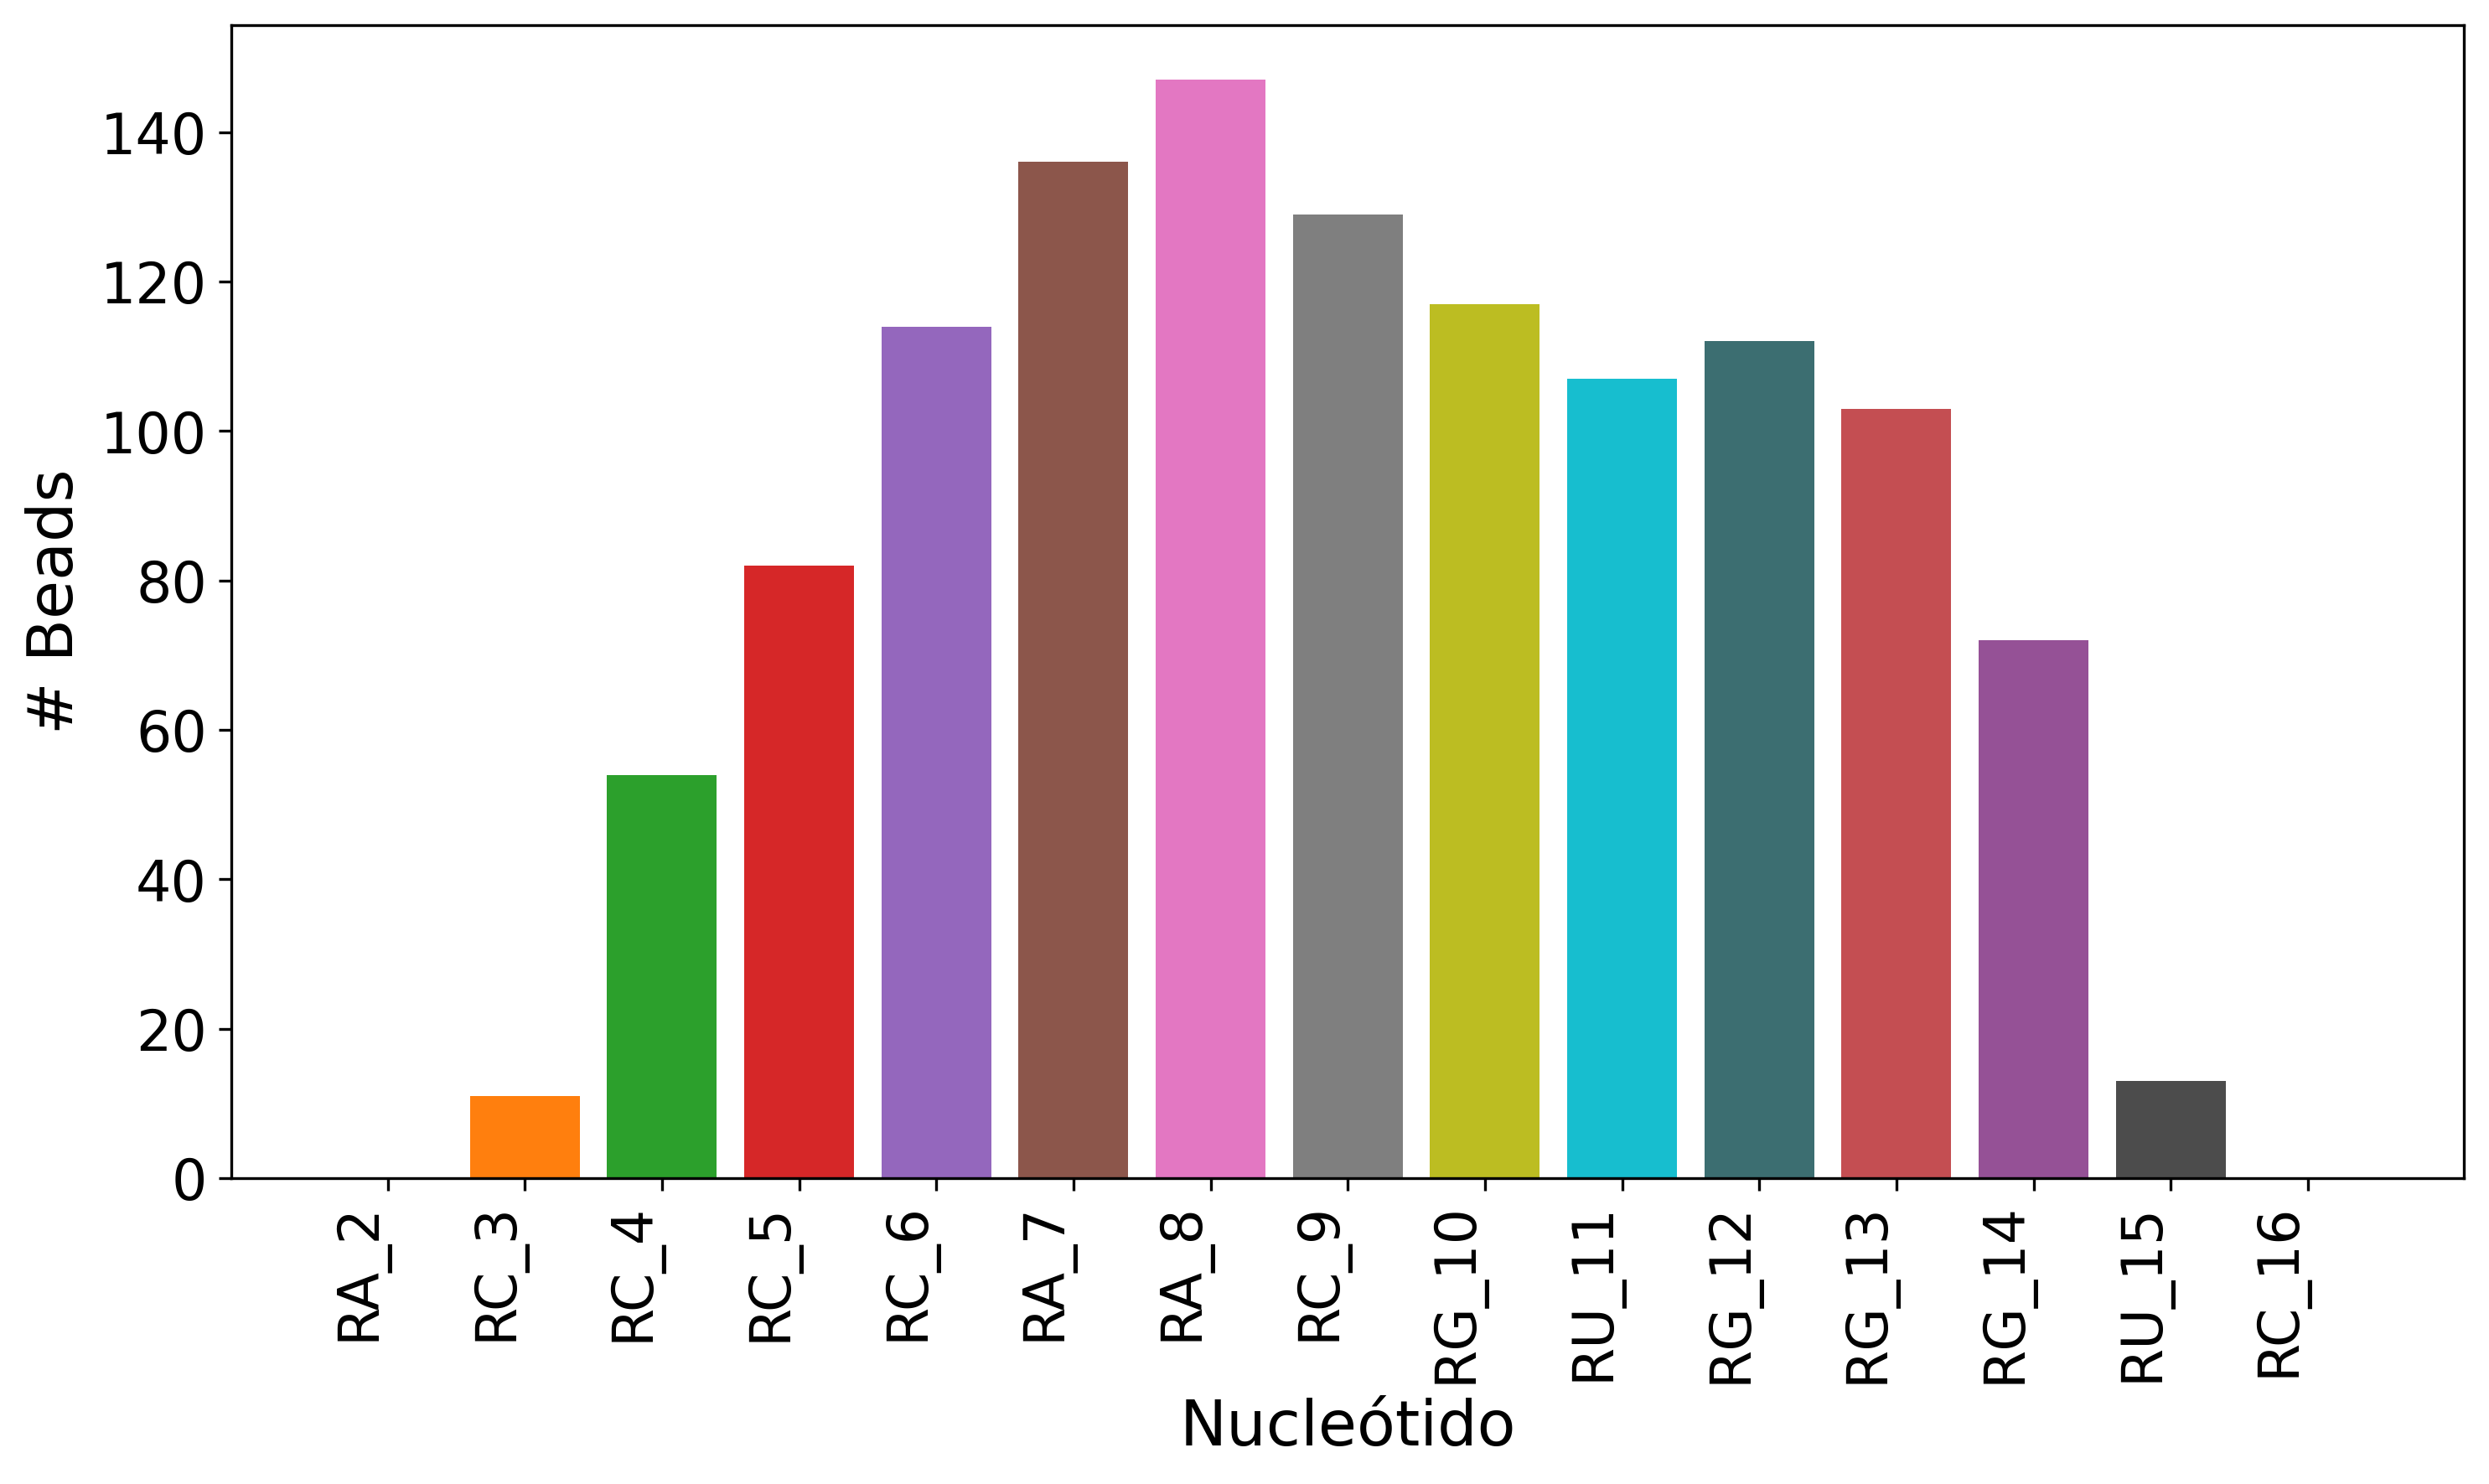 # Beads
140
120
100
80
60
40
20
0
RA_2
RC_3
RC_4
RC_5
RC_6
RA_7
RA_8
RC_9
RG_10
RU_11
RG_12
RG_13
RG_14
RU_15
RC_16
Nucleótido